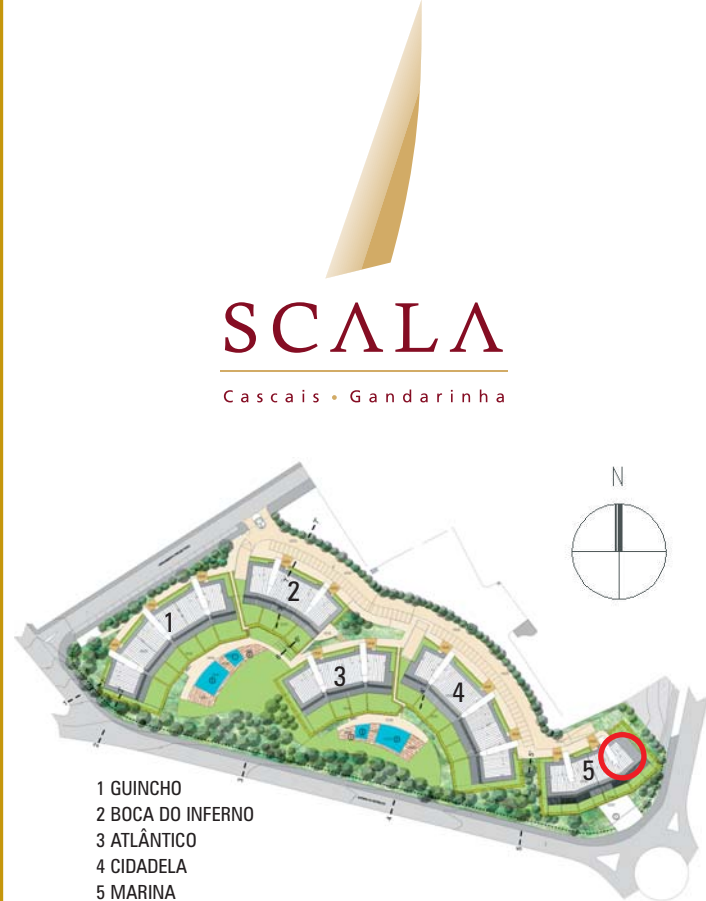 SCALA
Cascais • Gandarinha
N
1
2
3
4
5
1 GUINCHO
2 BOCA DO INFERNO
3 ATLÂNTICO
4 CIDADELA
5 MARINA